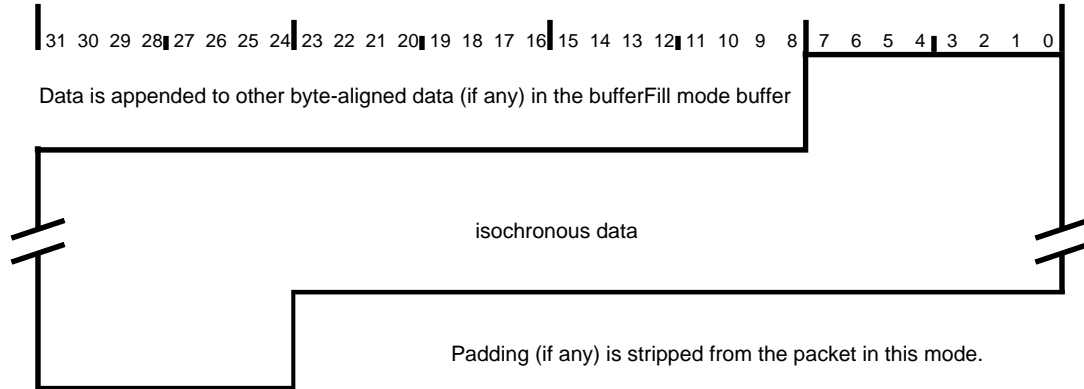 31 30 29 28 27 26 25 24 23 22 21 20 19 18 17 16 15 14 13 12 11 10 9 8 7 6 5 4 3 2 1 0
Data is appended to other byte-aligned data (if any) in the bufferFill mode buffer
isochronous data
Padding (if any) is stripped from the packet in this mode.